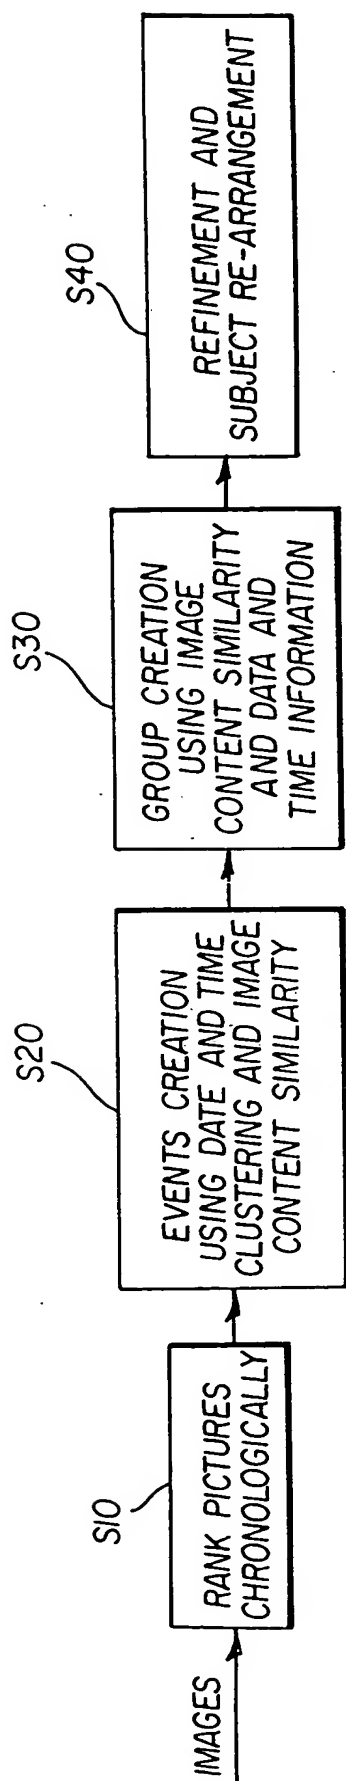 IMAGES
S10
RANK PICTURES
CHRONOLOGICALLY
S20
EVENTS CREATION
USING DATE AND TIME
CLUSTERING AND IMAGE
CONTENT SIMILARITY
S30
GROUP CREATION
USING IMAGE
CONTENT SIMILARITY
AND DATA AND
TIME INFORMATION
S40
REFINEMENT AND
SUBJECT RE-ARRANGEMENT